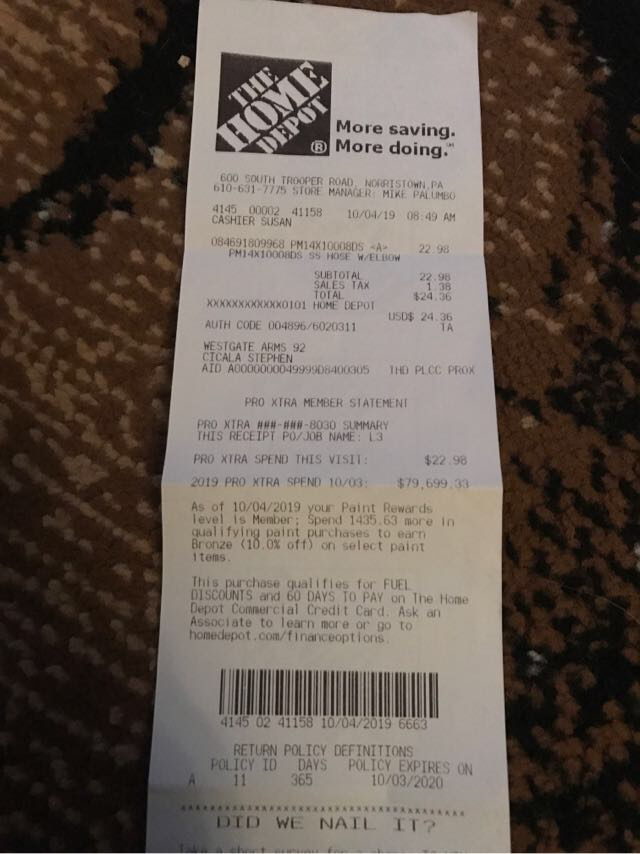 THE
HOME
DEPOT
®
More saving.
More doing.℠
600 SOUTH TROOPER ROAD, NORRISTOWN,PA
610-631-7775 STORE MANAGER: MIKE PALUMBO
4145 00002 41158 10/04/19 08:49 AM
CASHIER SUSAN
084691809968 PM14X10008DS <A> 22.98
PM14X10008DS SS HOSE W/ELBOW
SUBTOTAL 22.98
SALES TAX 1.38
TOTAL $24.36
XXXXXXXXXXXX0101 HOME DEPOT
USD$ 24.36
AUTH CODE 004896/6020311 TA
WESTGATE ARMS 92
CICALA STEPHEN
AID A0000000049999D8400305 THD PLCC PROX
PRO XTRA MEMBER STATEMENT
PRO XTRA ###-###-8030 SUMMARY
THIS RECEIPT PO/JOB NAME: L3
PRO XTRA SPEND THIS VISIT: $22.98
2019 PRO XTRA SPEND 10/03: $79,699.33
As of 10/04/2019 your Paint Rewards
level is Member; Spend 1435.63 more in
qualifying paint purchases to earn
Bronze (10.0% off) on select paint
items.
This purchase qualifies for FUEL
DISCOUNTS and 60 DAYS TO PAY on The Home
Depot Commercial Credit Card. Ask an
Associate to learn more or go to
homedepot.com/financeoptions.
4145 02 41158 10/04/2019 6663
RETURN POLICY DEFINITIONS
POLICY ID DAYS POLICY EXPIRES ON
A 11 365 10/03/2020
DID WE NAIL IT?
Take a short survey for a